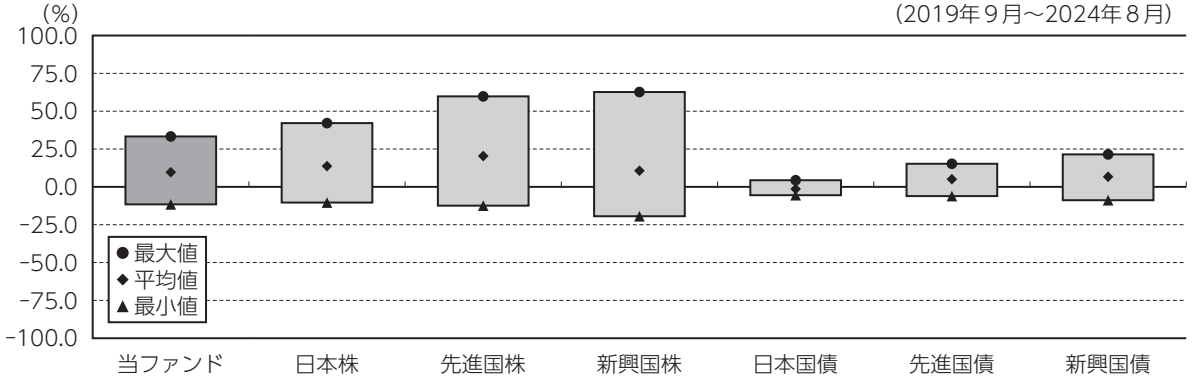 (%)
(2019年9月～2024年8月)
100.0
75.0
50.0
25.0
0.0
-25.0
-50.0
-75.0
-100.0
最大値
平均値
最小値
当ファンド 日本株 先進国株 新興国株 日本国債 先進国債 新興国債